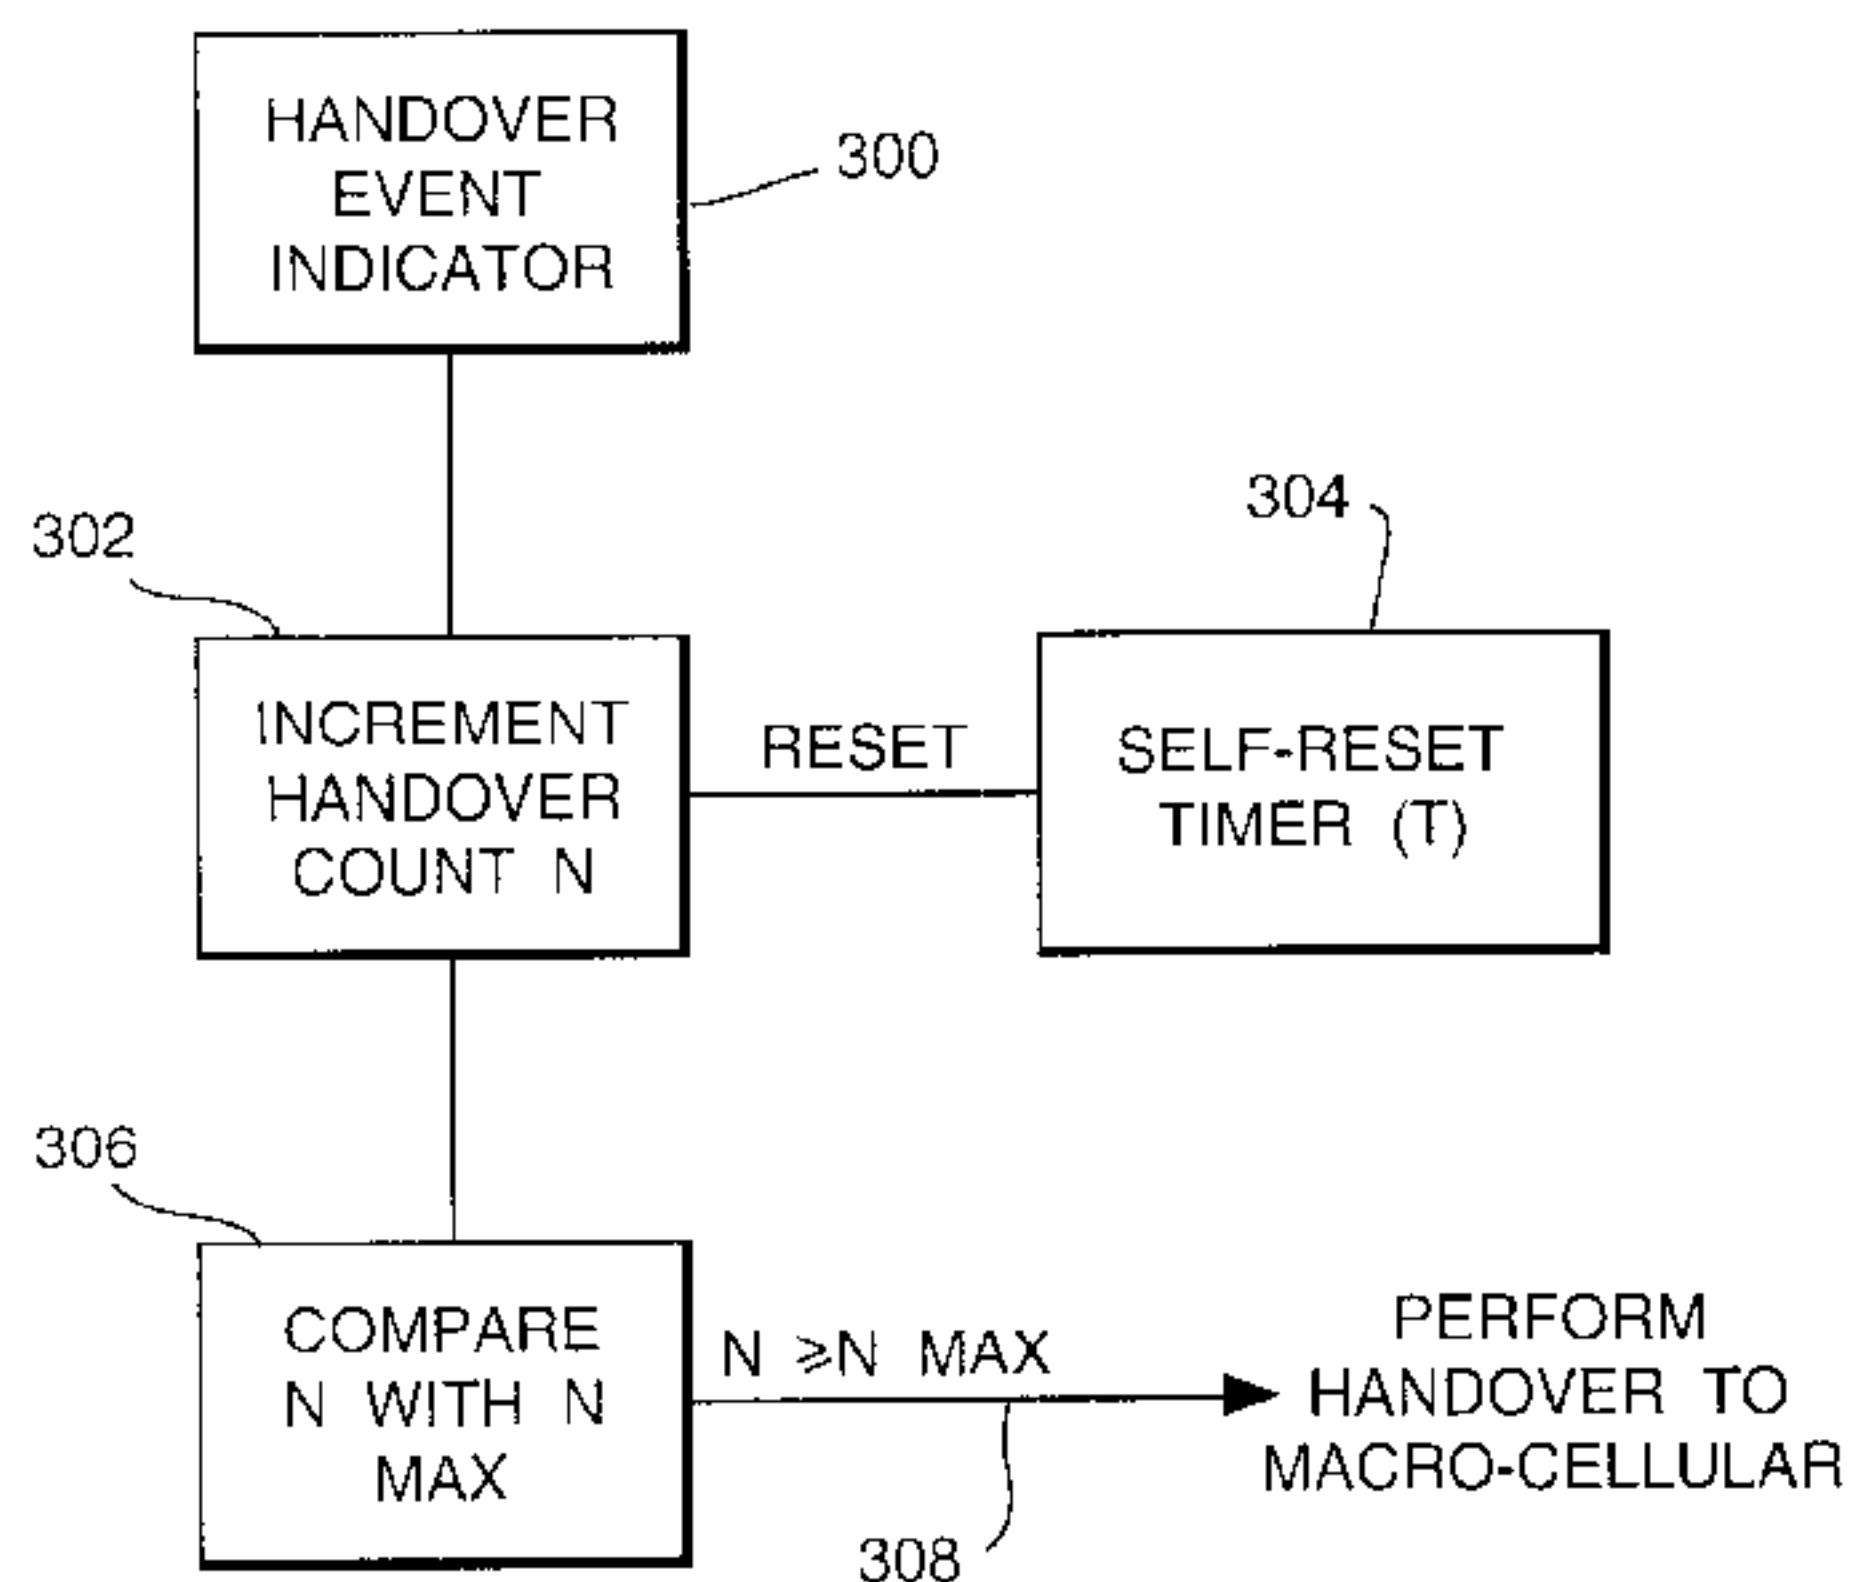 HANDOVER
EVENT
INDICATOR
300
302
304
INCREMENT
HANDOVER
COUNT N
RESET
SELF-RESET
TIMER (T)
306
COMPARE
N WITH N
MAX
N ≥N MAX
308
PERFORM
HANDOVER TO
MACRO-CELLULAR